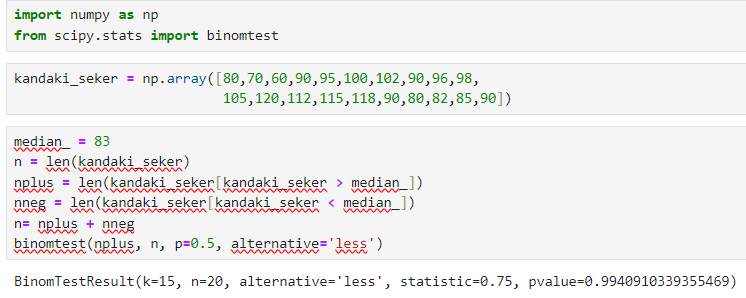 import numpy as np
from scipy.stats import binomtest
kandaki_seker = np.array([80,70,60,90,95,100,102,90,96,98,
105,120,112,115,118,90,80,82,85,90])
median_ = 83
n = len(kandaki_seker)
nplus = len(kandaki_seker[kandaki_seker > median_])
nneg = len(kandaki_seker[kandaki_seker < median_])
n= nplus + nneg
binomtest(nplus, n, p=0.5, alternative='less')
BinomTestResult(k=15, n=20, alternative='less', statistic=0.75, pvalue=0.9940910339355469)